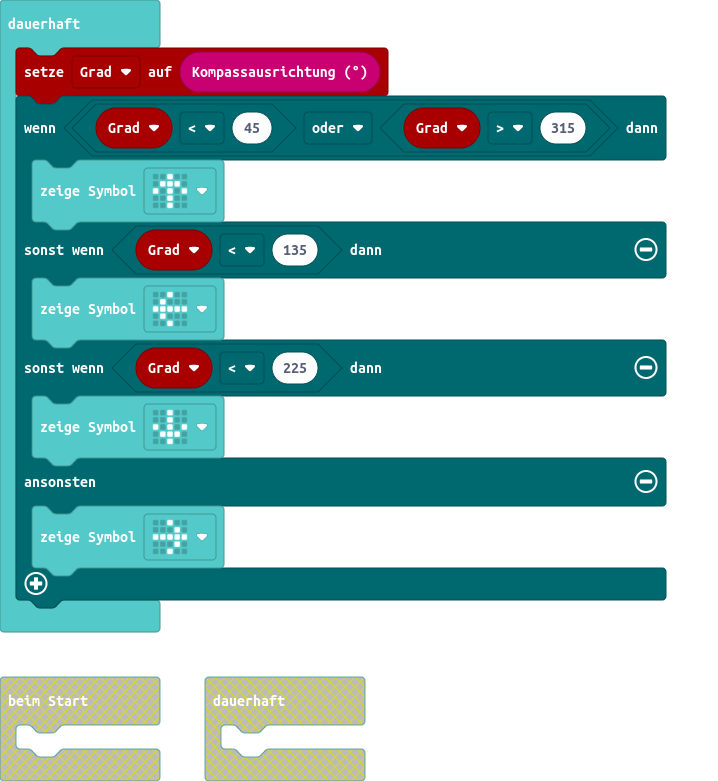 dauerhaft
setze Grad auf Kompassausrichtung (°)
wenn Grad < 45 oder Grad > 315 dann
zeige Symbol
sonst wenn Grad < 135 dann
zeige Symbol
sonst wenn Grad < 225 dann
zeige Symbol
ansonsten
zeige Symbol
beim Start dauerhaft